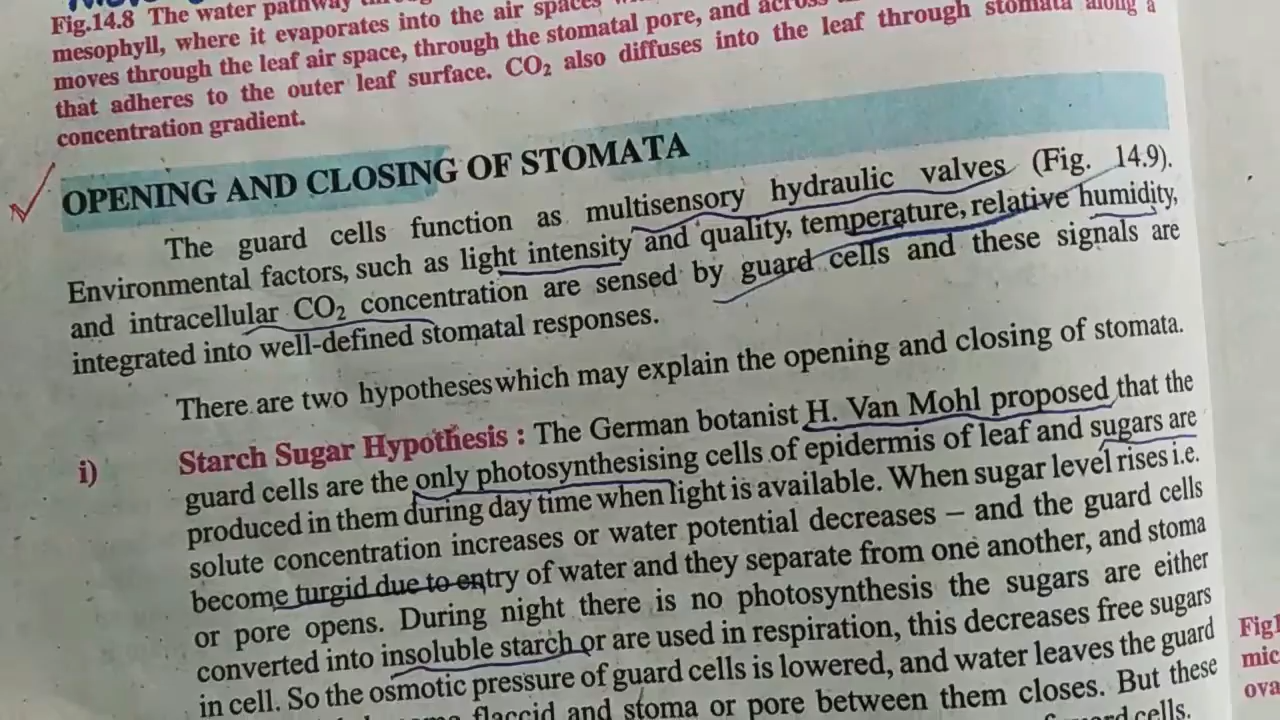 Fig.14.8 The water pathway
mesophyll, where it evaporates into the air spaces
moves through the leaf air space, through the stomatal pore, and across
that adheres to the outer leaf surface. CO₂ also diffuses into the leaf through stomata along a
concentration gradient.
OPENING AND CLOSING OF STOMATA
The guard cells function as multisensory hydraulic valves (Fig. 14.9).
Environmental factors, such as light intensity and quality, temperature, relative humidity,
and intracellular CO₂ concentration are sensed by guard cells and these signals are
integrated into well-defined stomatal responses.
There are two hypotheses which may explain the opening and closing of stomata.
i) Starch Sugar Hypothesis : The German botanist H. Van Mohl proposed that the
guard cells are the only photosynthesising cells of epidermis of leaf and sugars are
produced in them during day time when light is available. When sugar level rises i.e.
solute concentration increases or water potential decreases – and the guard cells
become turgid due to entry of water and they separate from one another, and stoma
or pore opens. During night there is no photosynthesis the sugars are either
converted into insoluble starch or are used in respiration, this decreases free sugars
in cell. So the osmotic pressure of guard cells is lowered, and water leaves the guard
flaccid and stoma or pore between them closes. But these
cells.
Fig
mic
ova